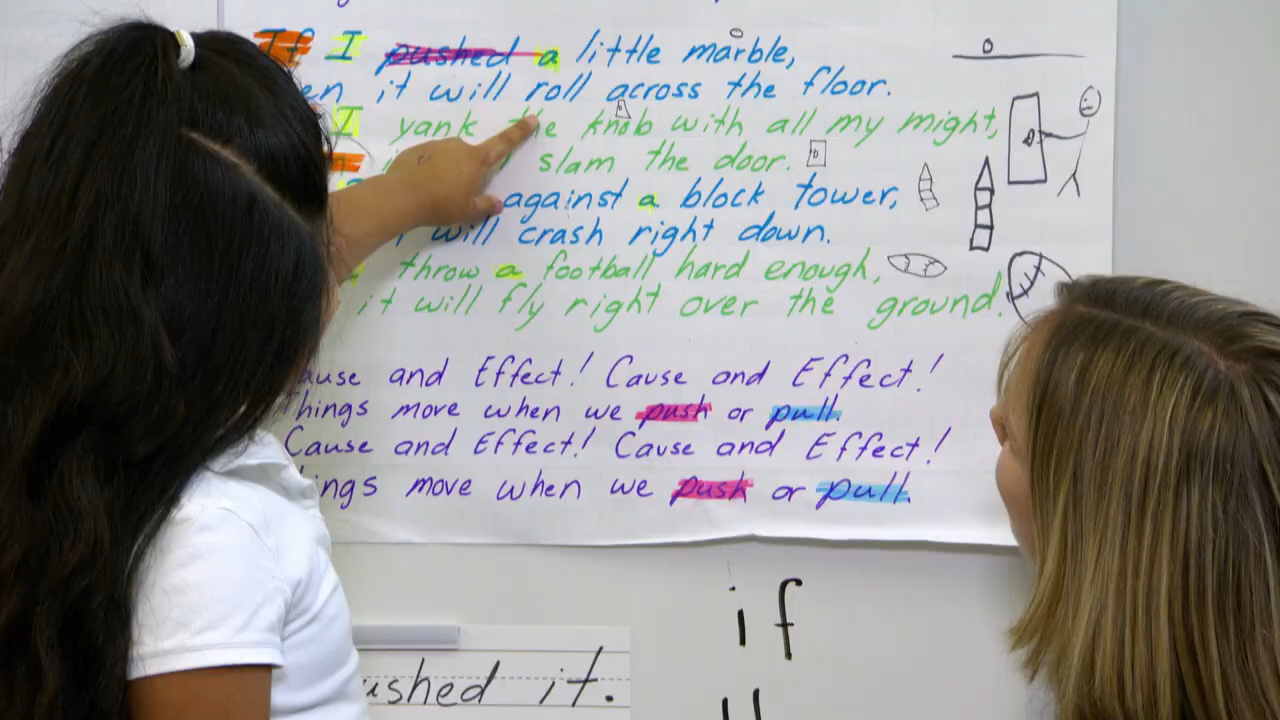 If I pushed a little marble,
en it will roll across the floor.
I yank the knob with all my might,
slam the door.
against a block tower,
will crash right down.
throw a football hard enough,
it will fly right over the ground.
ause and Effect! Cause and Effect!
hings move when we push or pull.
Cause and Effect! Cause and Effect!
ings move when we push or pull.
if
ushed it.